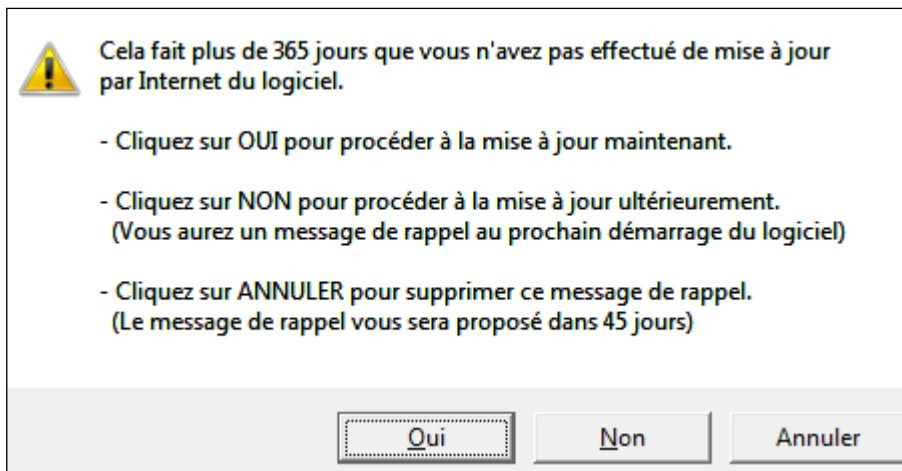 Cela fait plus de 365 jours que vous n'avez pas effectué de mise à jour
par Internet du logiciel.
- Cliquez sur OUI pour procéder à la mise à jour maintenant.
- Cliquez sur NON pour procéder à la mise à jour ultérieurement.
(Vous aurez un message de rappel au prochain démarrage du logiciel)
- Cliquez sur ANNULER pour supprimer ce message de rappel.
(Le message de rappel vous sera proposé dans 45 jours)
Oui Non Annuler